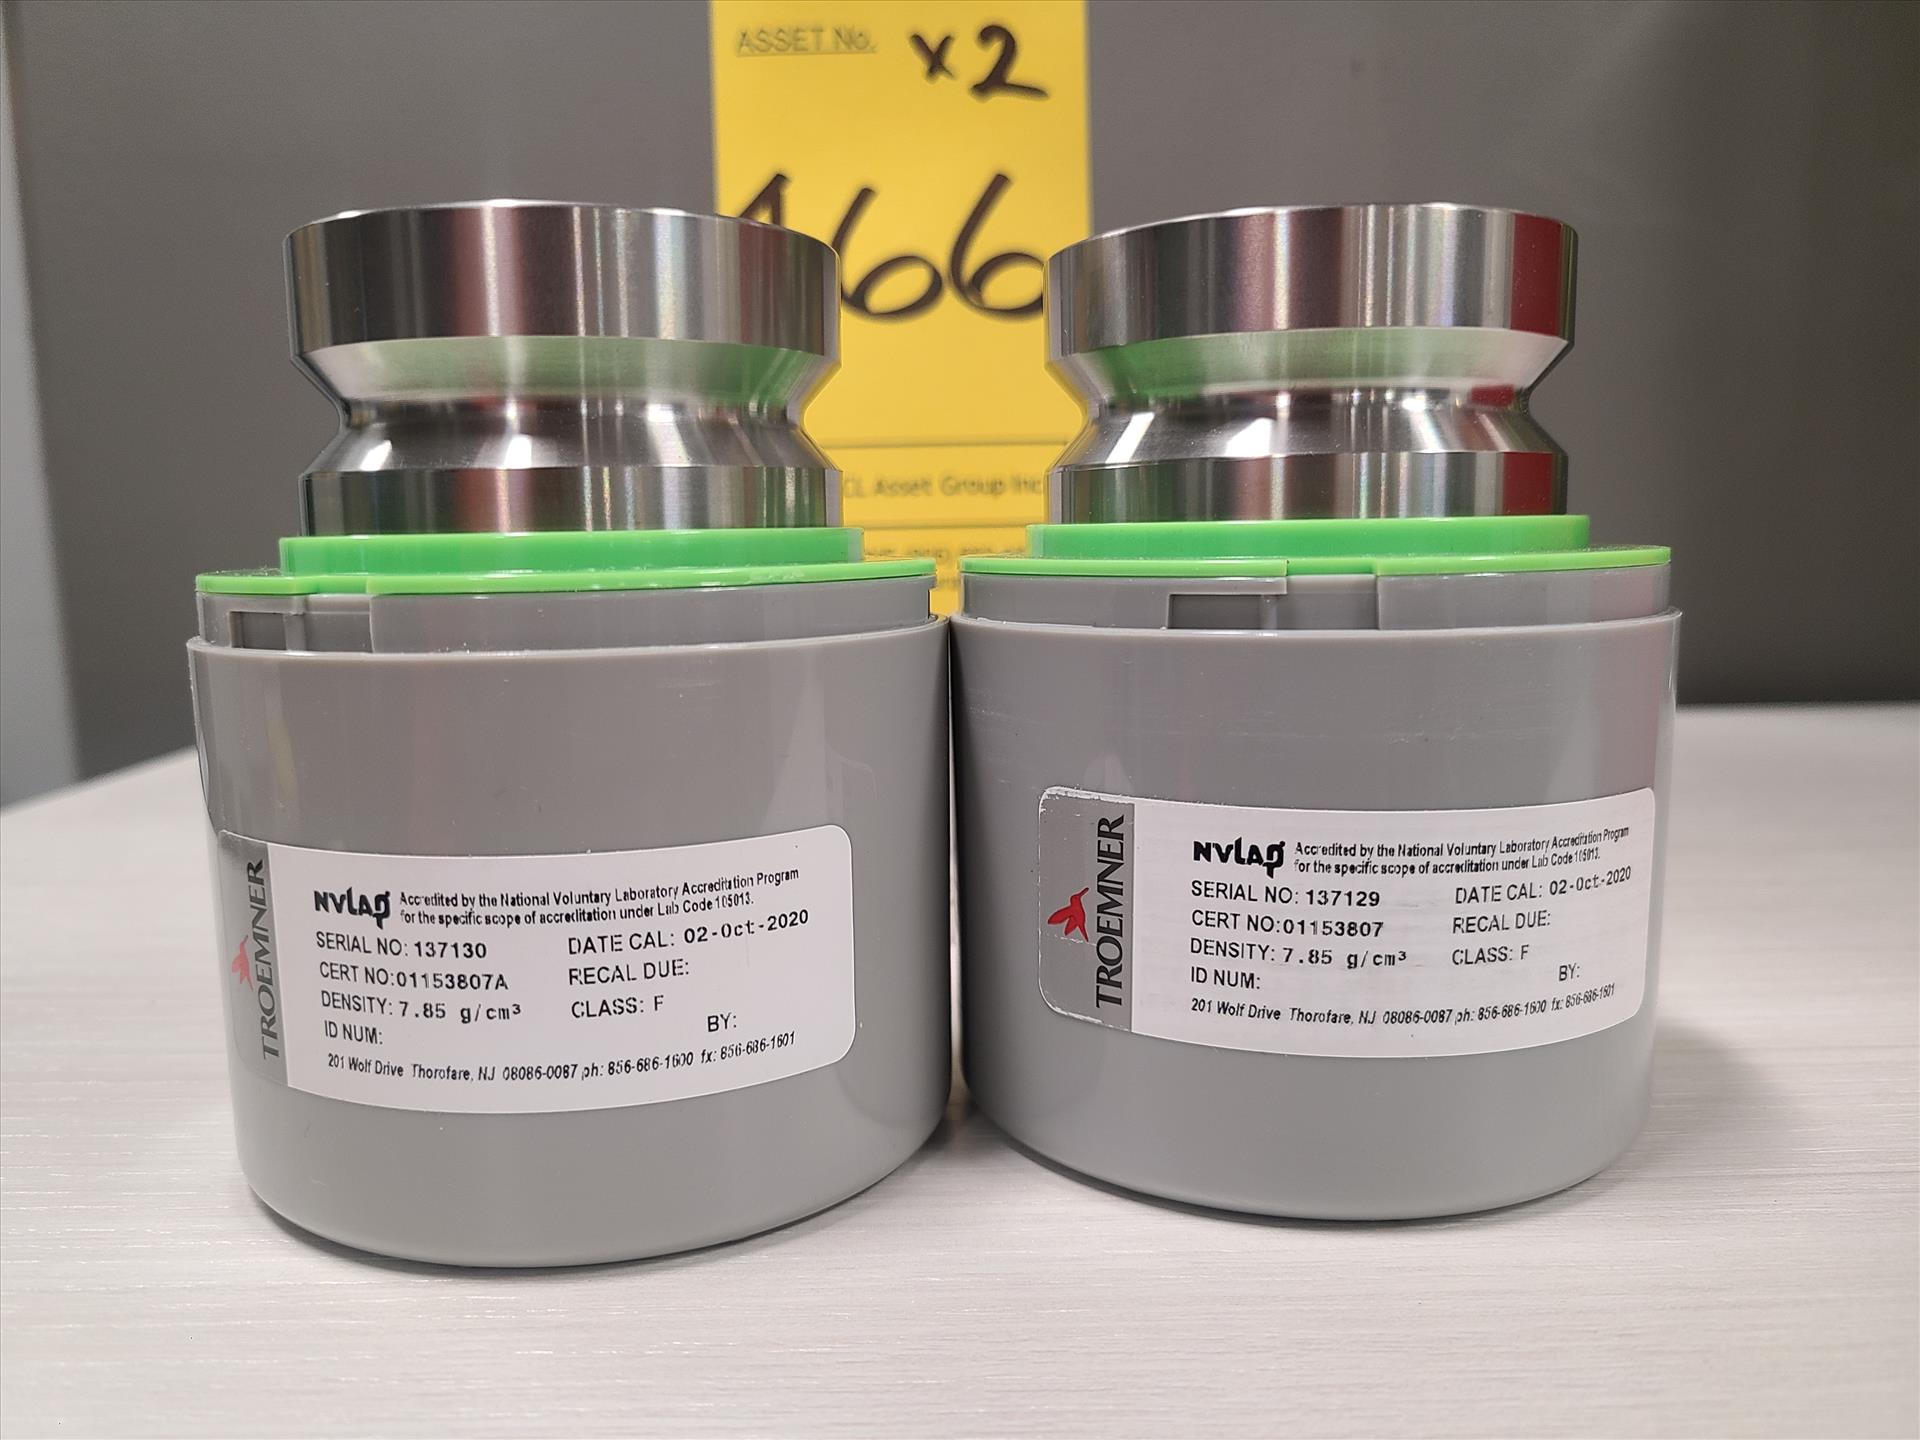 ASSET No.
x2
166
CL Asset Group Inc
TROEMNER
NVLAP Accredited by the National Voluntary Laboratory Accreditation Program
for the specific scope of accreditation under Lab Code 105013.
SERIAL NO: 137130 DATE CAL: 02-Oct-2020
CERT NO:01153807A RECAL DUE:
DENSITY: 7.85 g/cm³ CLASS: F
ID NUM: BY:
201 Wolf Drive Thorofare, NJ 08086-0087 ph: 856-686-1600 fx: 856-686-1601
TROEMNER
NVLAP Accredited by the National Voluntary Laboratory Accreditation Program
for the specific scope of accreditation under Lab Code 105013.
SERIAL NO: 137129 DATE CAL: 02-Oct-2020
CERT NO:01153807 RECAL DUE:
DENSITY: 7.85 g/cm³ CLASS: F
ID NUM: BY:
201 Wolf Drive Thorofare, NJ 08086-0087 ph: 856-686-1600 fx: 856-686-1601